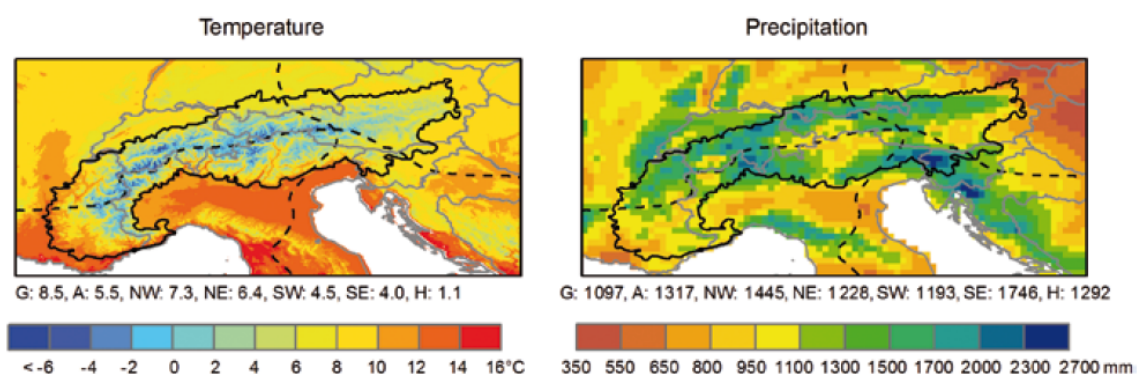 Temperature
Precipitation
G: 8.5, A: 5.5, NW: 7.3, NE: 6.4, SW: 4.5, SE: 4.0, H: 1.1
G: 1097, A: 1317, NW: 1445, NE: 1228, SW: 1193, SE: 1746, H: 1292
< -6 -4 -2 0 2 4 6 8 10 12 14 16°C
350 550 650 800 950 1100 1300 1500 1700 2000 2300 2700 mm